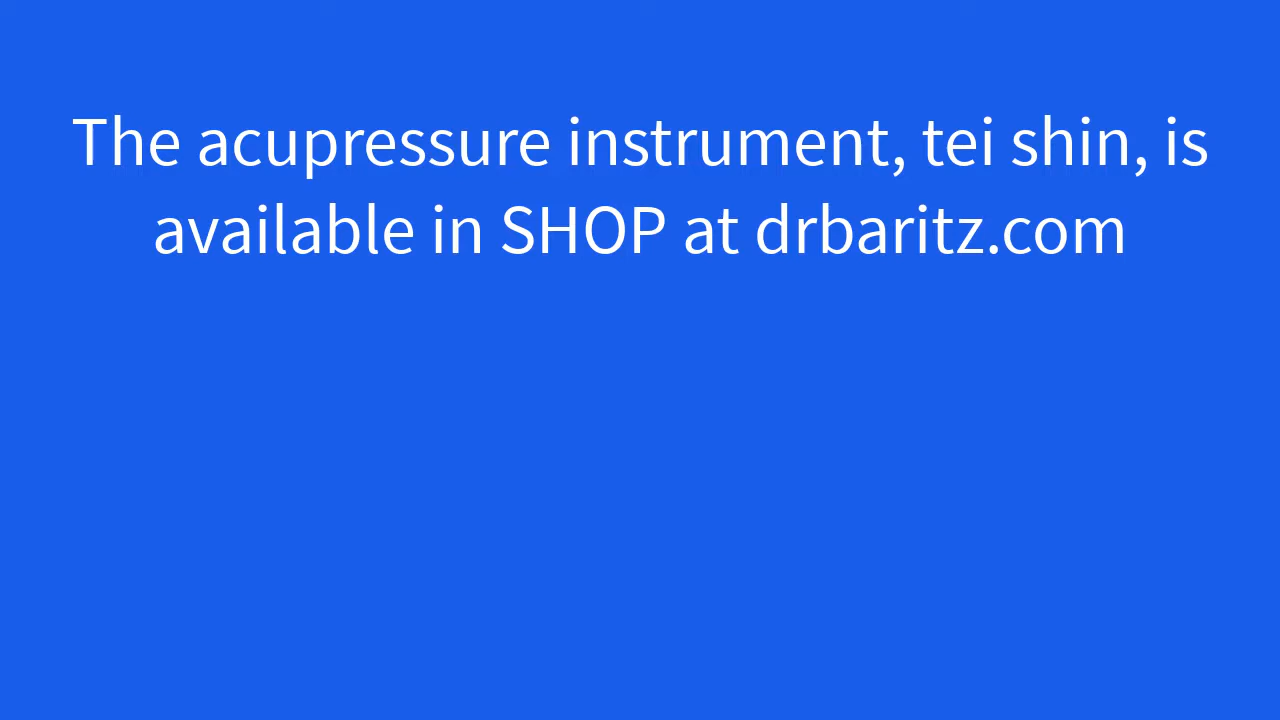 The acupressure instrument, tei shin, is
available in SHOP at drbaritz.com